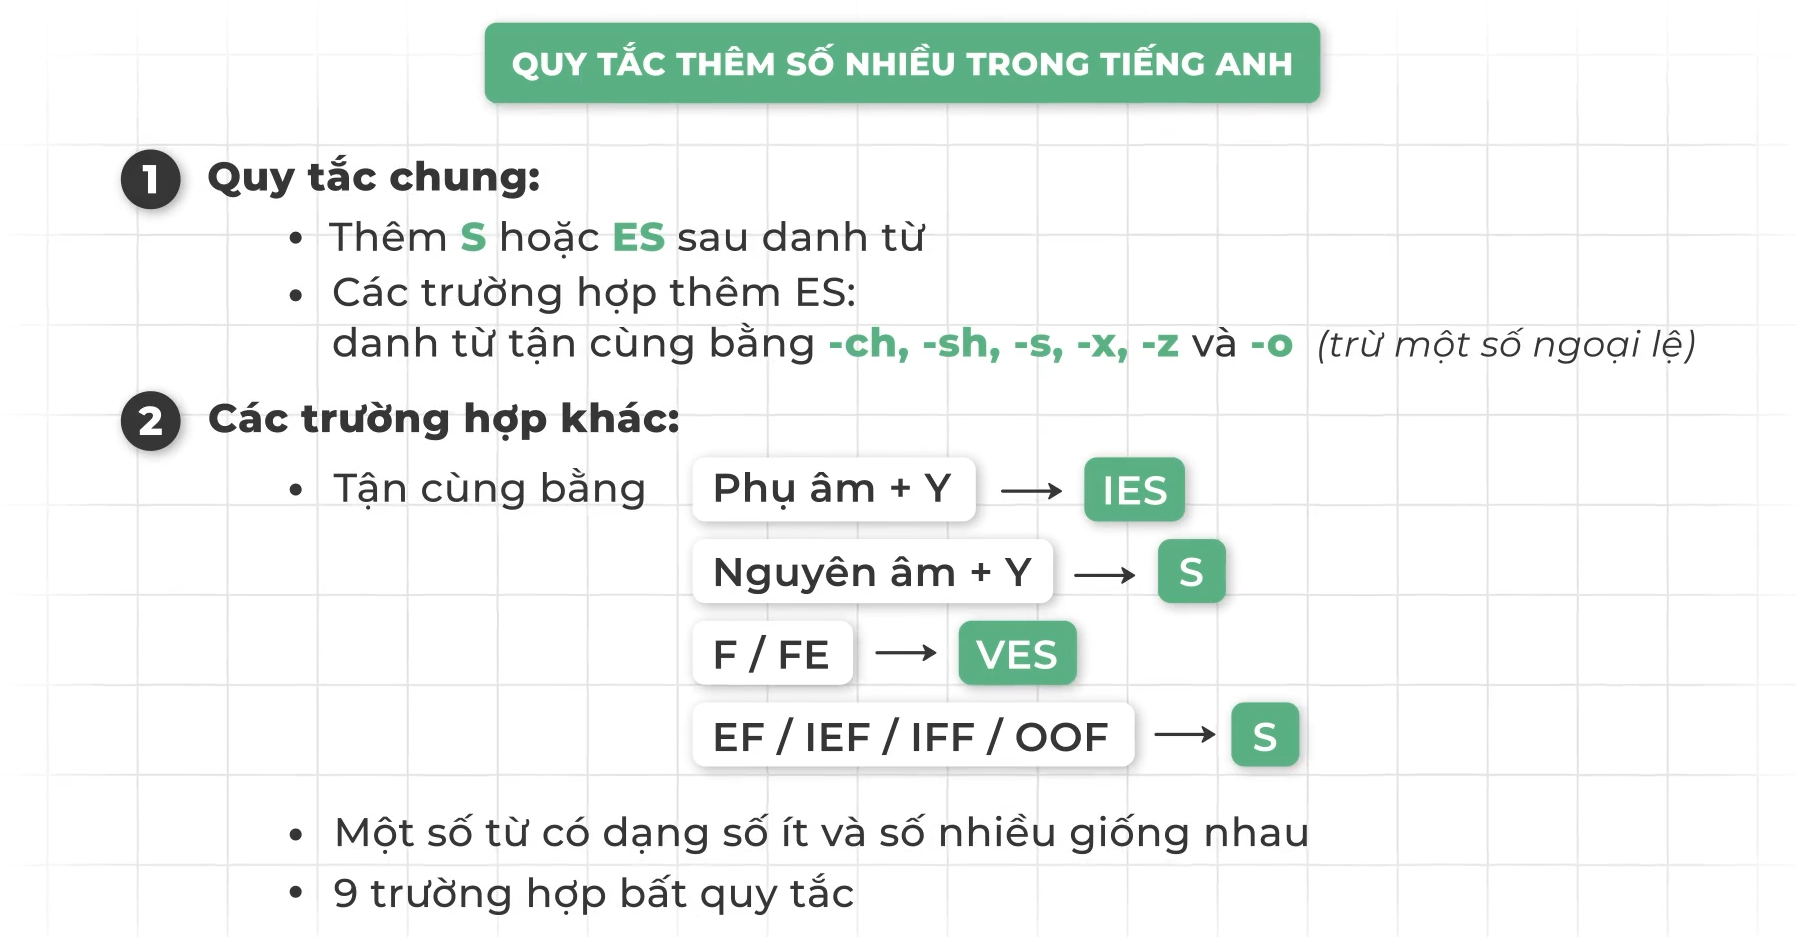 QUY TẮC THÊM SỐ NHIỀU TRONG TIẾNG ANH
1 Quy tắc chung:
• Thêm S hoặc ES sau danh từ
• Các trường hợp thêm ES:
danh từ tận cùng bằng -ch, -sh, -s, -x, -z và -o (trừ một số ngoại lệ)
2 Các trường hợp khác:
• Tận cùng bằng Phụ âm + Y → IES
Nguyên âm + Y → S
F / FE → VES
EF / IEF / IFF / OOF → S
• Một số từ có dạng số ít và số nhiều giống nhau
• 9 trường hợp bất quy tắc